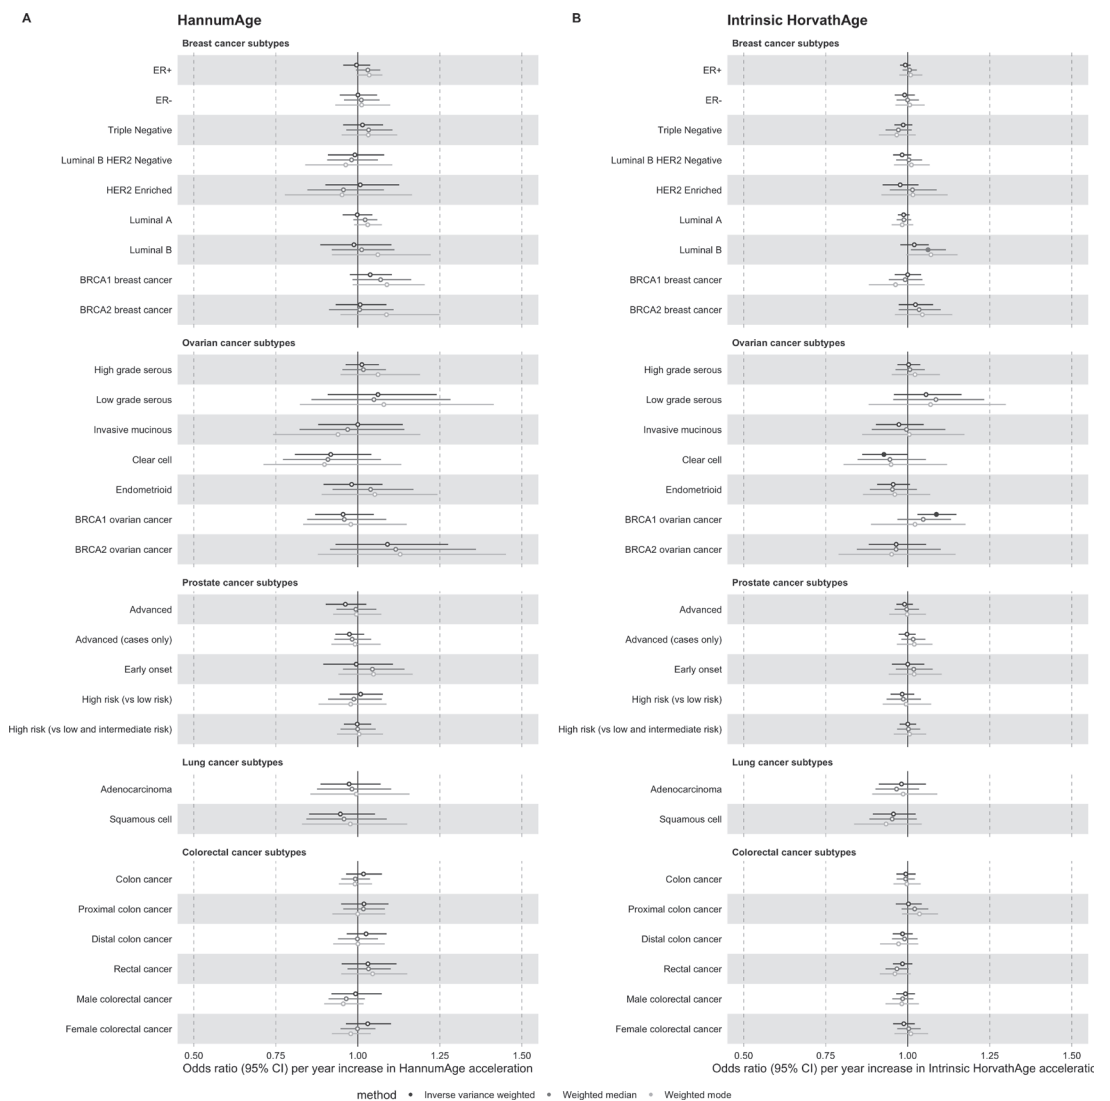 A
HannumAge
Breast cancer subtypes
ER+
ER-
Triple Negative
Luminal B HER2 Negative
HER2 Enriched
Luminal A
Luminal B
BRCA1 breast cancer
BRCA2 breast cancer
Ovarian cancer subtypes
High grade serous
Low grade serous
Invasive mucinous
Clear cell
Endometrioid
BRCA1 ovarian cancer
BRCA2 ovarian cancer
Prostate cancer subtypes
Advanced
Advanced (cases only)
Early onset
High risk (vs low risk)
High risk (vs low and intermediate risk)
Lung cancer subtypes
Adenocarcinoma
Squamous cell
Colorectal cancer subtypes
Colon cancer
Proximal colon cancer
Distal colon cancer
Rectal cancer
Male colorectal cancer
Female colorectal cancer
0.50 0.75 1.00 1.25 1.50
Odds ratio (95% CI) per year increase in HannumAge acceleration
B
Intrinsic HorvathAge
Breast cancer subtypes
ER+
ER-
Triple Negative
Luminal B HER2 Negative
HER2 Enriched
Luminal A
Luminal B
BRCA1 breast cancer
BRCA2 breast cancer
Ovarian cancer subtypes
High grade serous
Low grade serous
Invasive mucinous
Clear cell
Endometrioid
BRCA1 ovarian cancer
BRCA2 ovarian cancer
Prostate cancer subtypes
Advanced
Advanced (cases only)
Early onset
High risk (vs low risk)
High risk (vs low and intermediate risk)
Lung cancer subtypes
Adenocarcinoma
Squamous cell
Colorectal cancer subtypes
Colon cancer
Proximal colon cancer
Distal colon cancer
Rectal cancer
Male colorectal cancer
Female colorectal cancer
0.50 0.75 1.00 1.25 1.50
Odds ratio (95% CI) per year increase in Intrinsic HorvathAge acceleratio
method Inverse variance weighted Weighted median Weighted mode